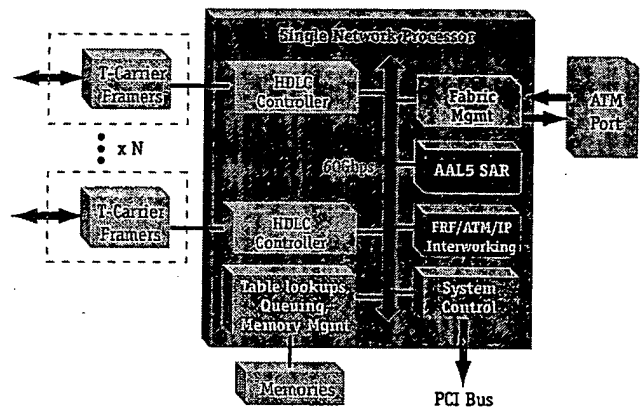 Single Network Processor
T-Carrier
Framers
HDLC
Controller
Fabric
Mgmt
ATM
Port
x N
60Gbps
AAL5 SAR
T-Carrier
Framers
HDLC
Controller
FRF/ATM/IP
Interworking
Table lookups,
Queuing,
Memory Mgmt
System
Control
Memories
PCI Bus